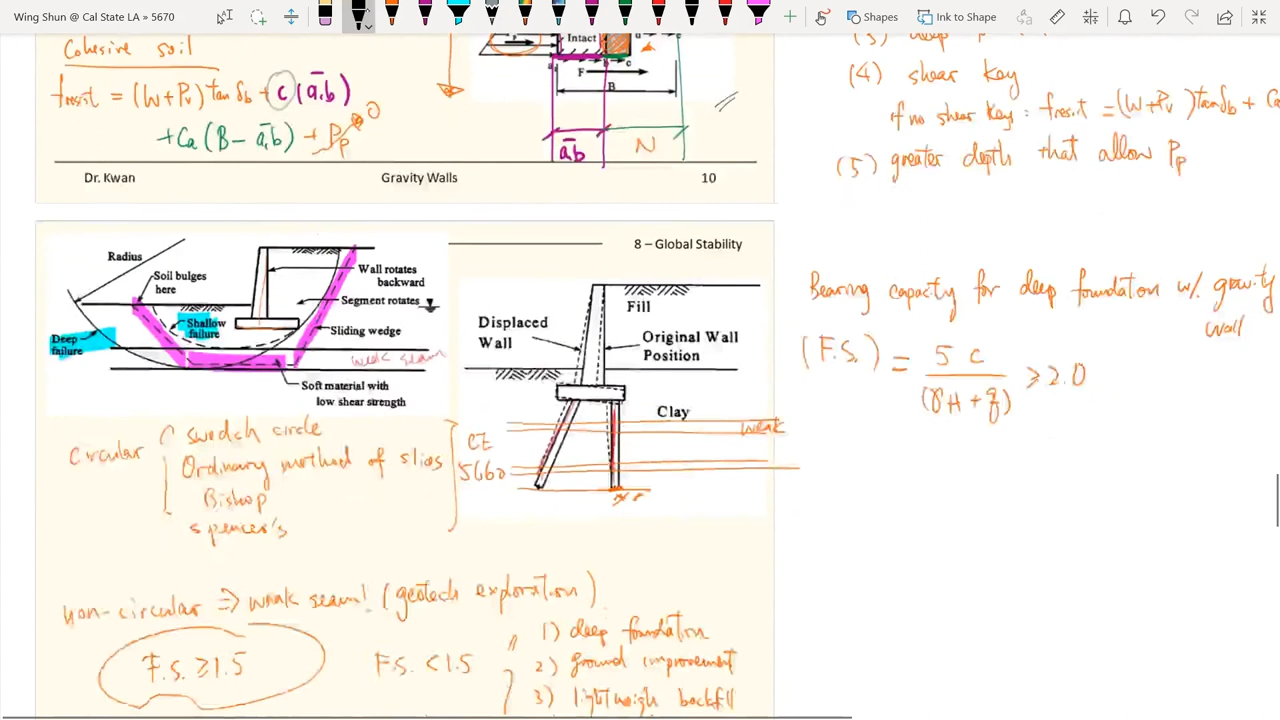 Wing Shun @ Cal State LA » 5670
Shapes
Ink to Shape
Cohesive soil
fresist = (W + Pv) tan δb + c (a,b)
+ Ca (B - a,b) + Pp 0
Intact
F
B
a,b
N
Dr. Kwan
Gravity Walls
10
(4) shear key
if no shear key : fresist = (W + Pv) tan δb + Ca
(5) greater depth that allow Pp
8 – Global Stability
Radius
Soil bulges
here
Wall rotates
backward
Segment rotates
Shallow
failure
Deep
failure
Sliding wedge
weak seam
Soft material with
low shear strength
Displaced
Wall
Fill
Original Wall
Position
Clay
weak
Circular
swedish circle
Ordinary method of slices
Bishop
spencer's
CE
5660
non-circular => weak seam! (geotech exploration)
F.S. ≥ 1.5
F.S. < 1.5
1) deep foundation
2) ground improvement
3) lightweigh backfill
Bearing capacity for deep foundation w/. gravity
wall
(F.S.) = 5 c / (γH + q) ≥ 2.0